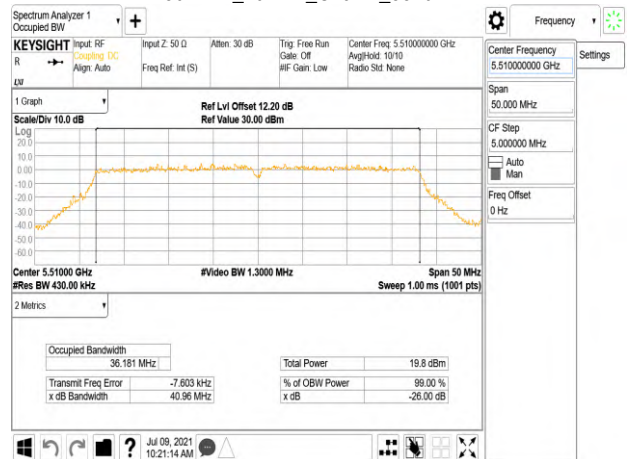 Spectrum Analyzer 1
Occupied BW
Frequency
KEYSIGHT
R
Input: RF
Coupling: DC
Align: Auto
Input Z: 50 Ω
Freq Ref: Int (S)
Atten: 30 dB
Trig: Free Run
Gate: Off
#IF Gain: Low
Center Freq: 5.510000000 GHz
Avg|Hold: 10/10
Radio Std: None
LXI
1 Graph
Scale/Div 10.0 dB
Ref Lvl Offset 12.20 dB
Ref Value 30.00 dBm
Log
20.0
10.0
0.00
-10.0
-20.0
-30.0
-40.0
-50.0
-60.0
Center 5.51000 GHz
#Res BW 430.00 kHz
#Video BW 1.3000 MHz
Span 50 MHz
Sweep 1.00 ms (1001 pts)
2 Metrics
Occupied Bandwidth
36.181 MHz
Total Power 19.8 dBm
Transmit Freq Error -7.603 kHz
% of OBW Power 99.00 %
x dB Bandwidth 40.96 MHz
x dB -26.00 dB
Center Frequency
5.510000000 GHz
Settings
Span
50.000 MHz
CF Step
5.000000 MHz
Auto
Man
Freq Offset
0 Hz
?
Jul 09, 2021
10:21:14 AM